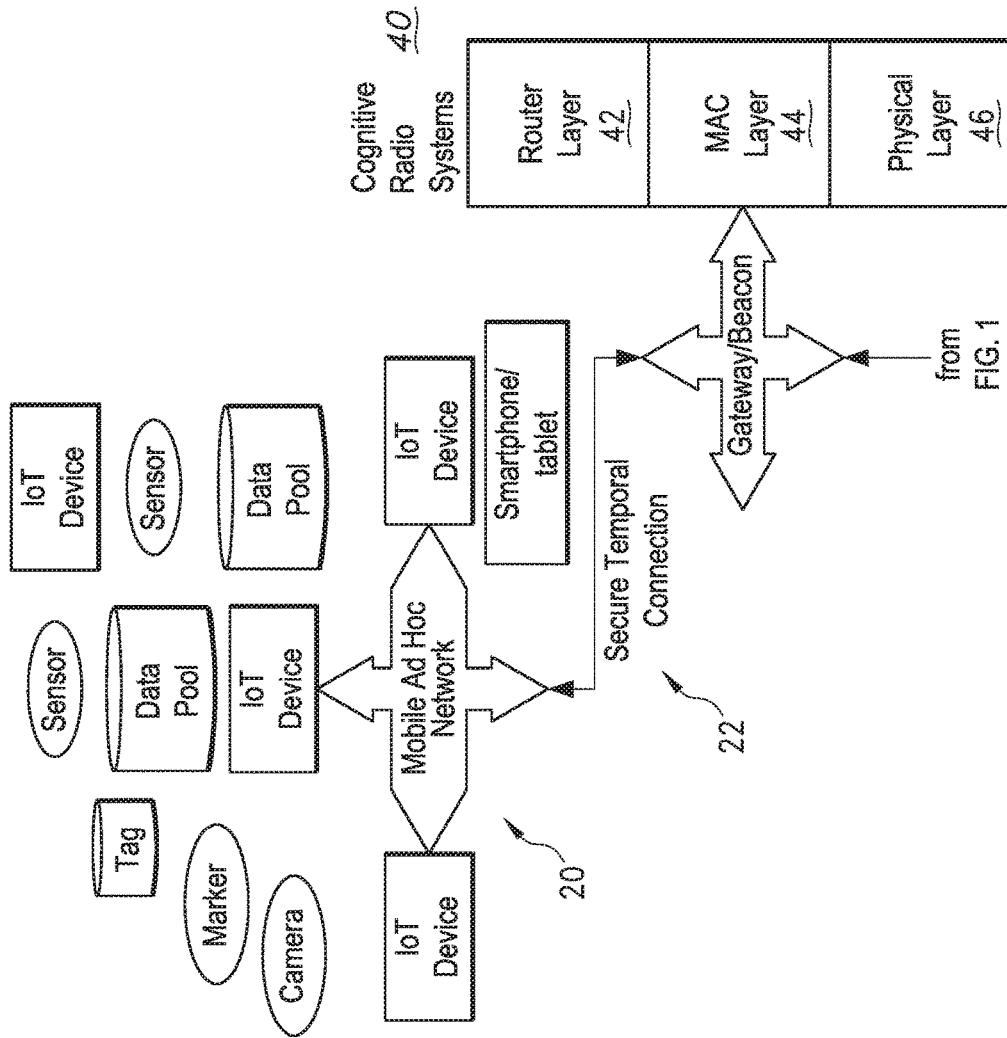 IoT
Device
Sensor
Sensor
Data
Pool
Data
Pool
Tag
Marker
Camera
IoT
Device
IoT
Device
IoT
Device
Smartphone/
tablet
Mobile Ad Hoc
Network
20
Secure Temporal
Connection
22
Cognitive
Radio
Systems
40
Router
Layer
42
MAC
Layer
44
Physical
Layer
46
Gateway/Beacon
from
FIG. 1